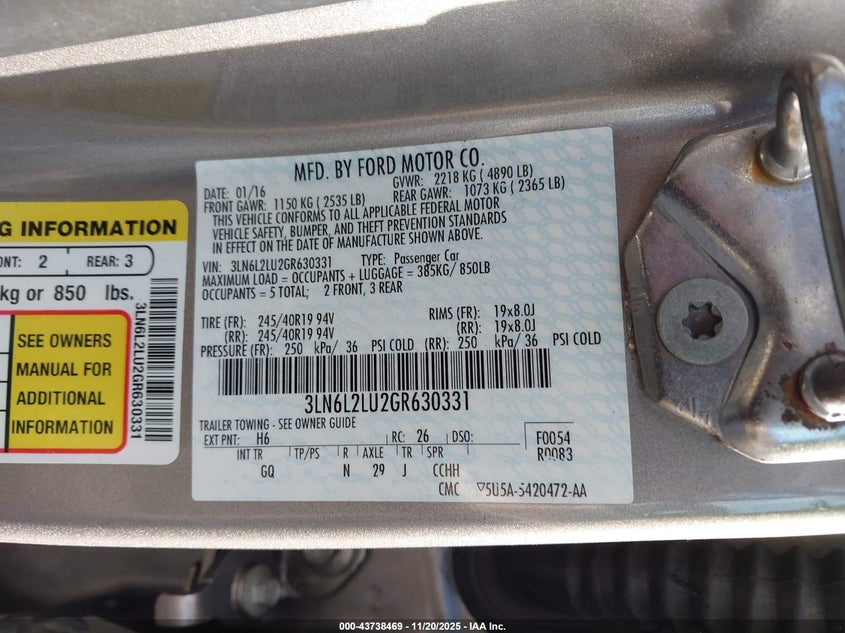 G INFORMATION
NT: 2 REAR: 3
kg or 850 lbs.
SEE OWNERS
MANUAL FOR
ADDITIONAL
INFORMATION
3LN6L2LU2GR630331
MFD. BY FORD MOTOR CO.
DATE: 01/16 GVWR: 2218 KG ( 4890 LB)
FRONT GAWR: 1150 KG ( 2535 LB) REAR GAWR: 1073 KG ( 2365 LB)
THIS VEHICLE CONFORMS TO ALL APPLICABLE FEDERAL MOTOR
VEHICLE SAFETY, BUMPER, AND THEFT PREVENTION STANDARDS
IN EFFECT ON THE DATE OF MANUFACTURE SHOWN ABOVE.
VIN: 3LN6L2LU2GR630331 TYPE: Passenger Car
MAXIMUM LOAD = OCCUPANTS + LUGGAGE = 385KG/ 850LB
OCCUPANTS = 5 TOTAL; 2 FRONT, 3 REAR
TIRE (FR): 245/40R19 94V RIMS (FR): 19x8.0J
(RR): 245/40R19 94V (RR): 19x8.0J
PRESSURE (FR): 250 kPa/ 36 PSI COLD (RR): 250 kPa/ 36 PSI COLD
3LN6L2LU2GR630331
TRAILER TOWING - SEE OWNER GUIDE
EXT PNT: H6 RC: 26 DSO: F0054
R0083
INT TR TP/PS R AXLE TR SPR
GQ N 29 J CCHH
CMC ▽5U5A-5420472-AA
000-43738469 - 11/20/2025 - IAA Inc.